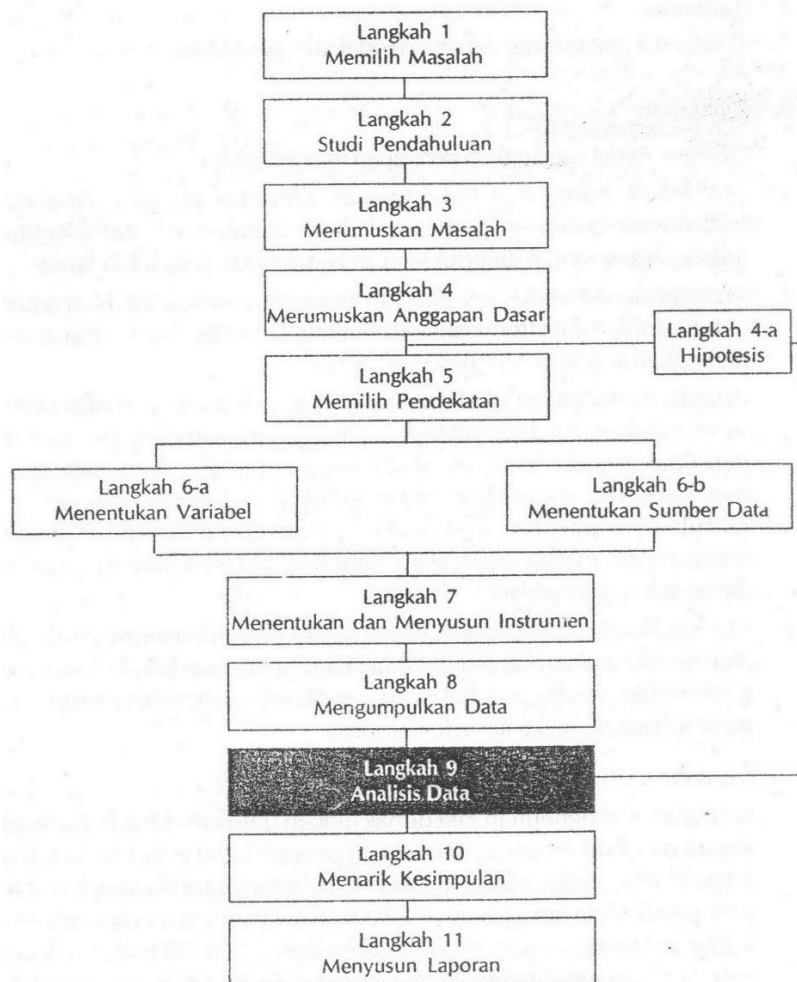 Langkah 1
Memilih Masalah
Langkah 2
Studi Pendahuluan
Langkah 3
Merumuskan Masalah
Langkah 4
Merumuskan Anggapan Dasar
Langkah 4-a
Hipotesis
Langkah 5
Memilih Pendekatan
Langkah 6-a
Menentukan Variabel
Langkah 6-b
Menentukan Sumber Data
Langkah 7
Menentukan dan Menyusun Instrumen
Langkah 8
Mengumpulkan Data
Langkah 9
Analisis Data
Langkah 10
Menarik Kesimpulan
Langkah 11
Menyusun Laporan